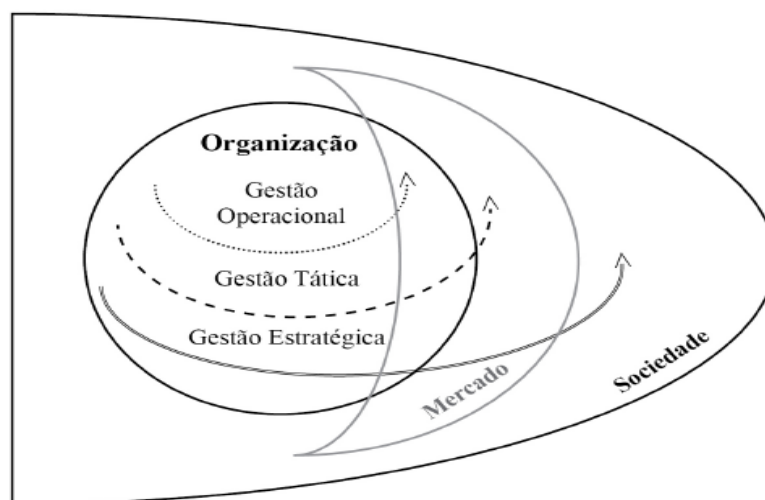 Organização
Gestão
Operacional
Gestão Tática
Gestão Estratégica
Mercado
Sociedade